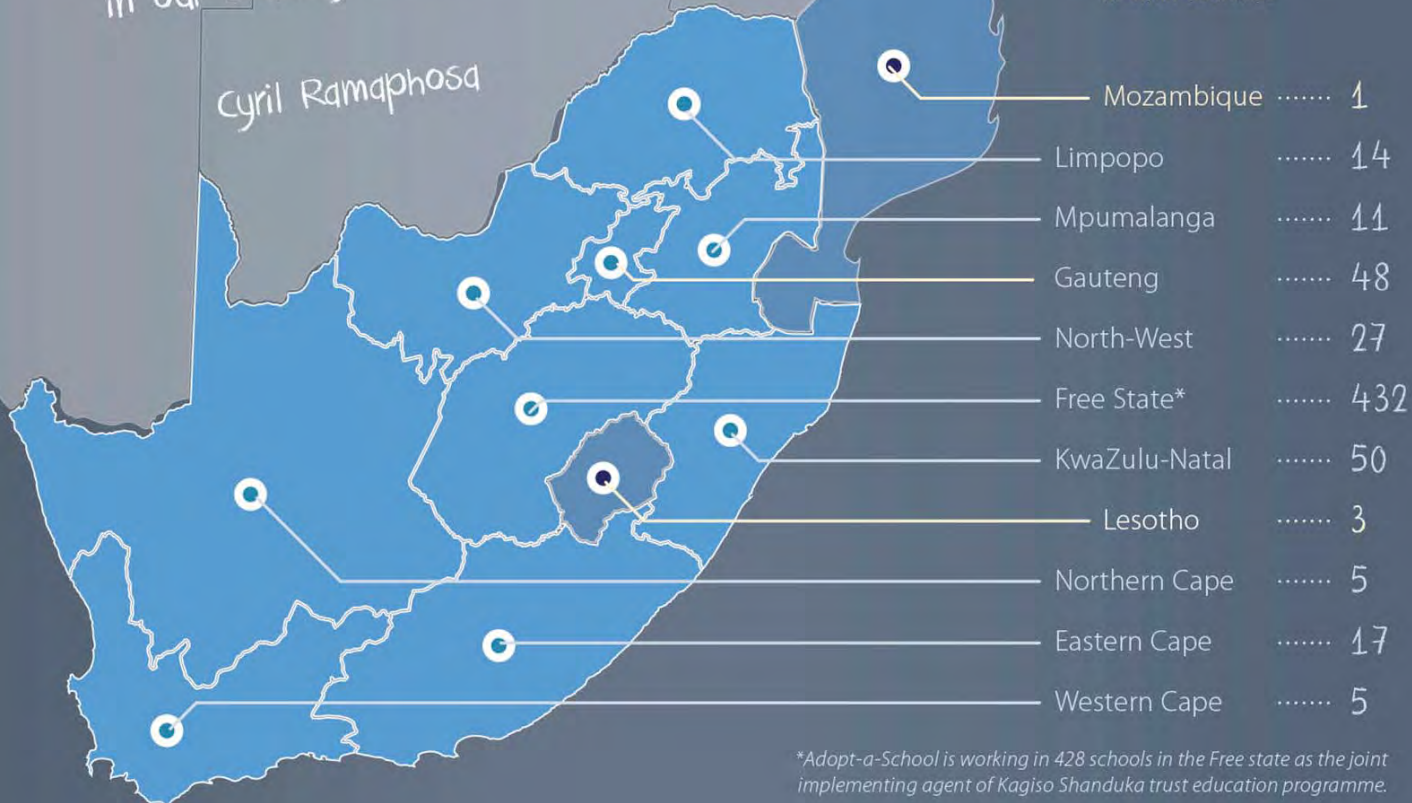 in our
Cyril Ramaphosa
Mozambique ....... 1
Limpopo ....... 14
Mpumalanga ....... 11
Gauteng ....... 48
North-West ....... 27
Free State* ....... 432
KwaZulu-Natal ....... 50
Lesotho ....... 3
Northern Cape ....... 5
Eastern Cape ....... 17
Western Cape ....... 5
*Adopt-a-School is working in 428 schools in the Free state as the joint
implementing agent of Kagiso Shanduka trust education programme.